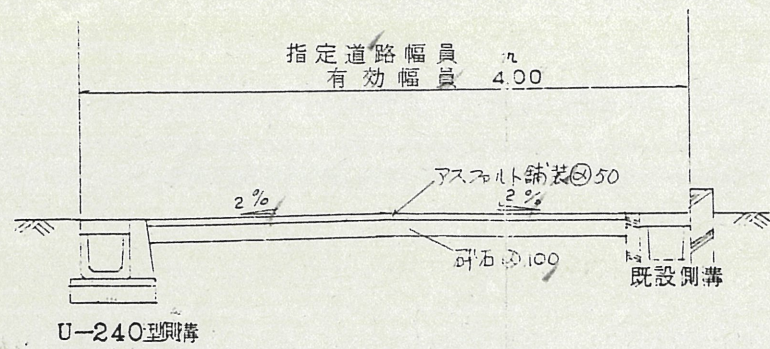 指定道路幅員 m
有効幅員 4.00
アスファルト舗装⑦50
2%
2%
砕石⑦100
既設側溝
U-240型側溝